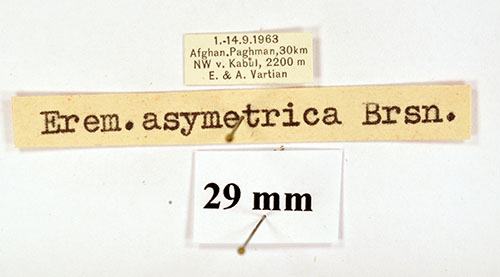 1.-14.9.1963
Afghan.Paghman,30km
NW v. Kabul, 2200 m
E. & A. Vartian
Erem. asymetrica Brsn.
29 mm